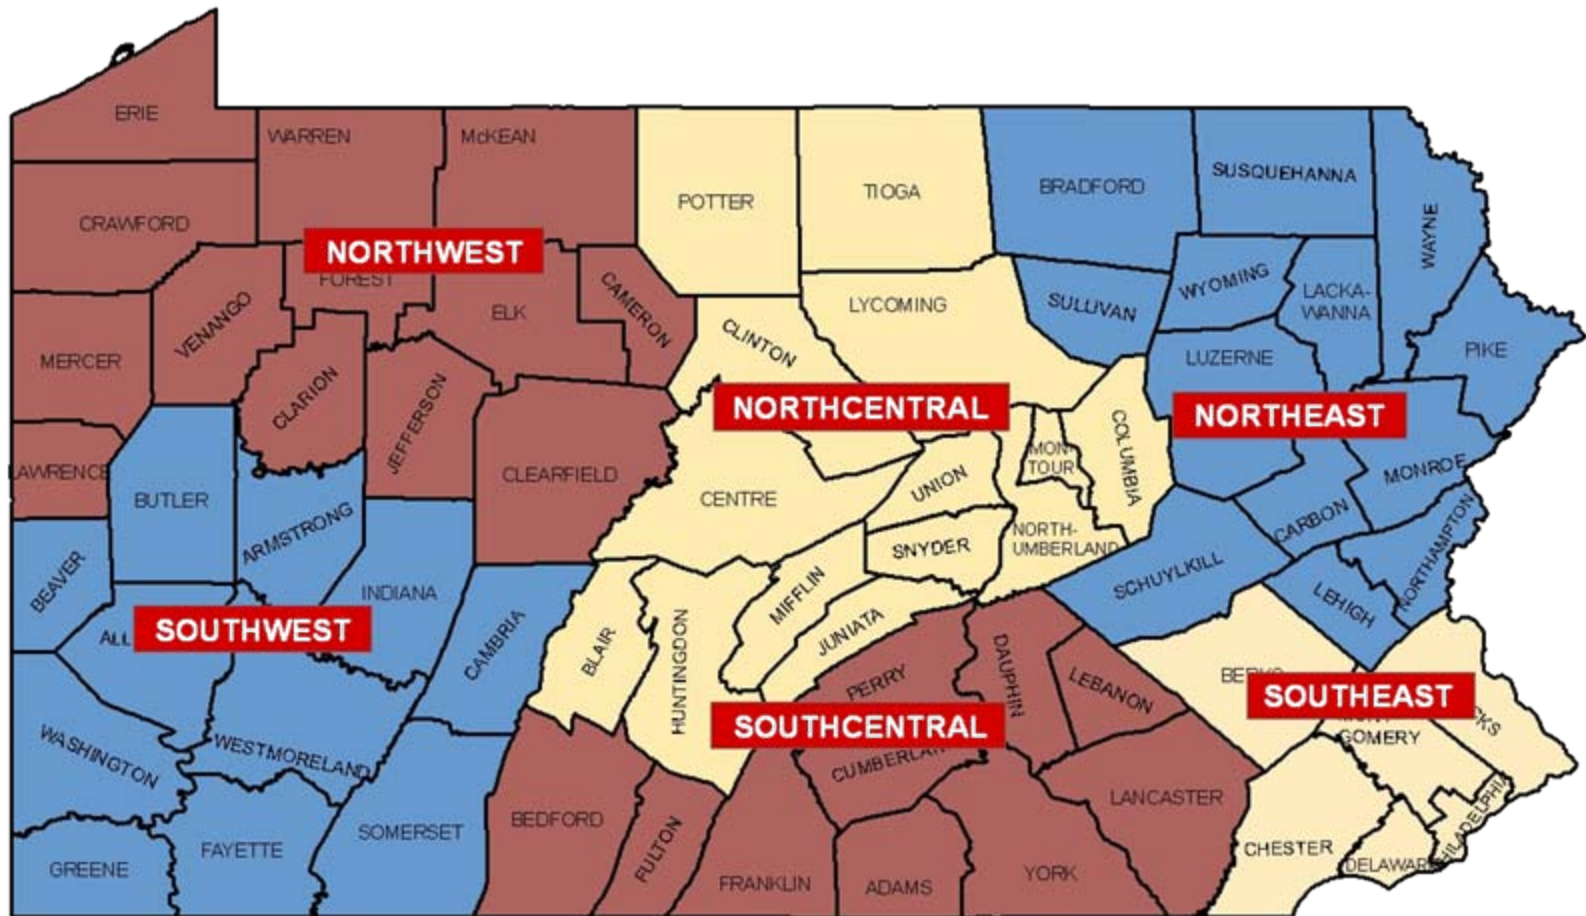 ERIE
WARREN
McKEAN
POTTER
TIOGA
BRADFORD
SUSQUEHANNA
WAYNE
CRAWFORD
NORTHWEST
FOREST
ELK
CAMERON
VENANGO
MERCER
CLARION
JEFFERSON
CLEARFIELD
LAWRENCE
CLINTON
LYCOMING
SULLIVAN
WYOMING
LACKA-
WANNA
LUZERNE
PIKE
NORTHCENTRAL
NORTHEAST
CENTRE
UNION
MON-
TOUR
COLUMBIA
MONROE
CARBON
NORTHAMPTON
SNYDER
NORTH-
UMBERLAND
SCHUYLKILL
LEHIGH
BUTLER
ARMSTRONG
BEAVER
INDIANA
ALL
SOUTHWEST
CAMBRIA
BLAIR
HUNTINGDON
MIFFLIN
JUNIATA
PERRY
DAUPHIN
LEBANON
SOUTHCENTRAL
SOUTHEAST
GOMERY
WASHINGTON
WESTMORELAND
CUMBERLAN
LANCASTER
GREENE
FAYETTE
SOMERSET
BEDFORD
FULTON
FRANKLIN
ADAMS
YORK
CHESTER
DELAWARE
PHILADELPHIA